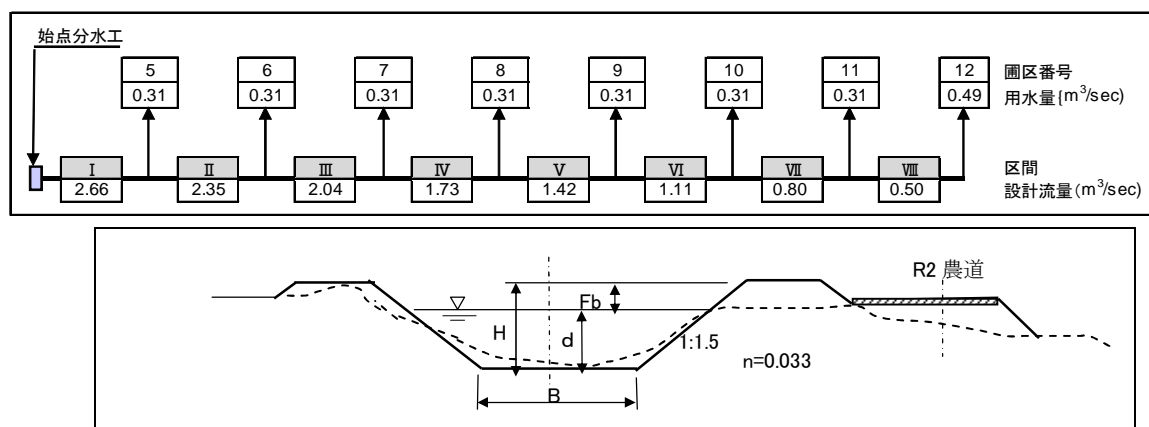 始点分水工
5 6 7 8 9 10 11 12 圃区番号
0.31 0.31 0.31 0.31 0.31 0.31 0.31 0.49 用水量{m³/sec)
Ⅰ Ⅱ Ⅲ Ⅳ Ⅴ Ⅵ Ⅶ Ⅷ 区間
2.66 2.35 2.04 1.73 1.42 1.11 0.80 0.50 設計流量(m³/sec)
R2 農道
Fb
H d
1:1.5
n=0.033
B